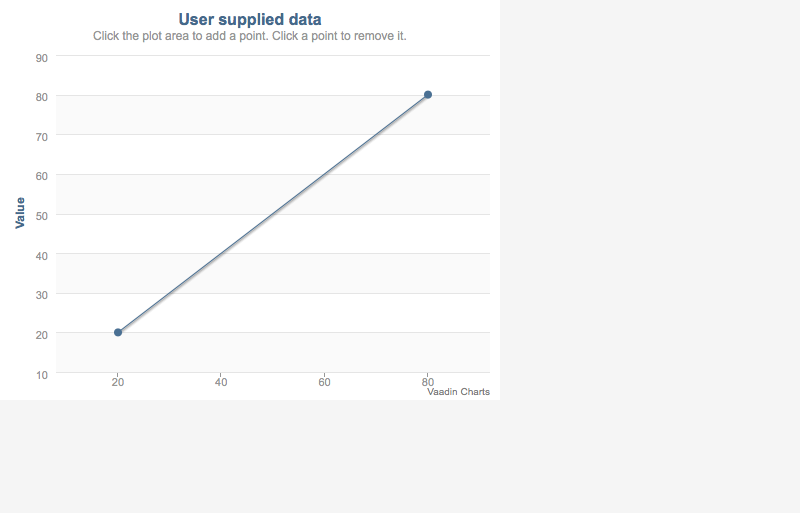 User supplied data
Click the plot area to add a point. Click a point to remove it.
90
80
70
60
50
40
30
20
10
Value
20 40 60 80
Vaadin Charts